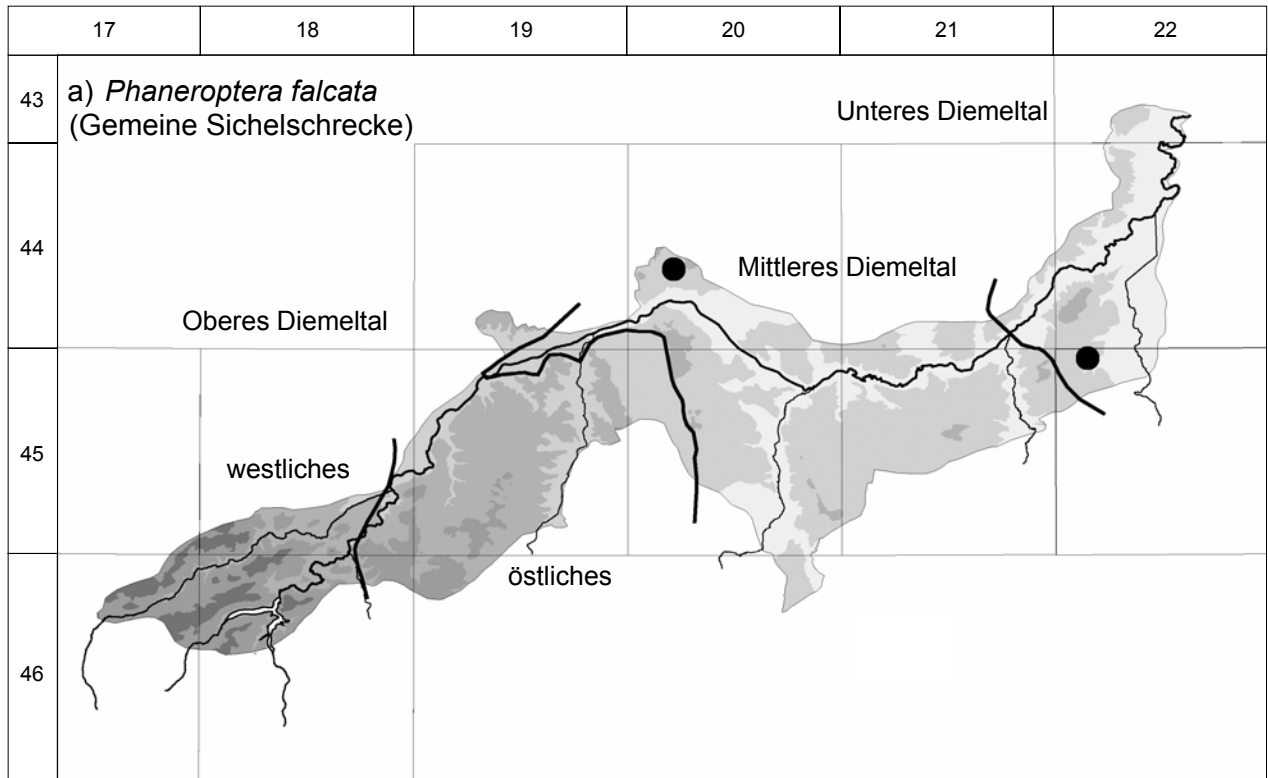 17 18 19 20 21 22
43
a) Phaneroptera falcata
(Gemeine Sichelschrecke)
Unteres Diemeltal
44
Mittleres Diemeltal
Oberes Diemeltal
45
westliches
östliches
46